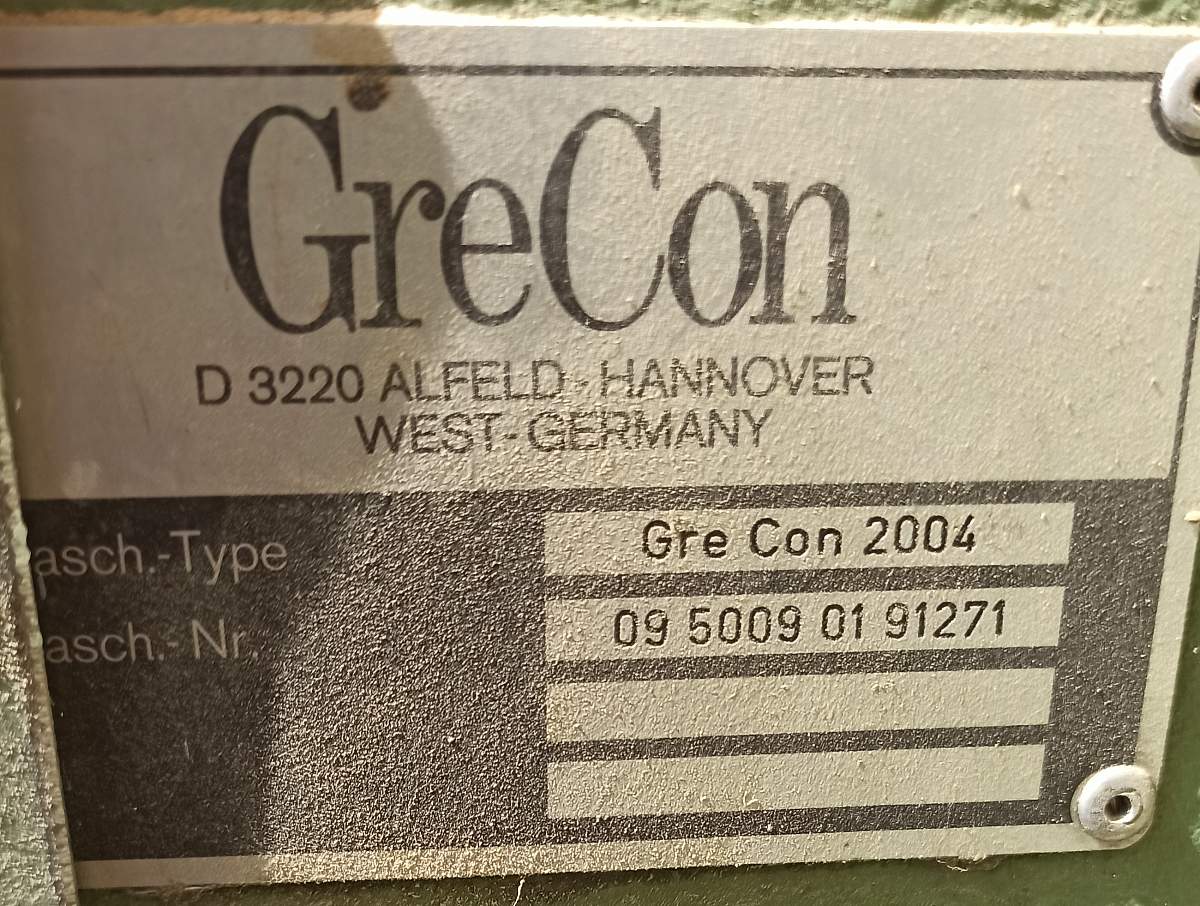 GreCon
D 3220 ALFELD-HANNOVER
WEST-GERMANY
asch.-Type Gre Con 2004
asch.-Nr. 09 5009 01 91271